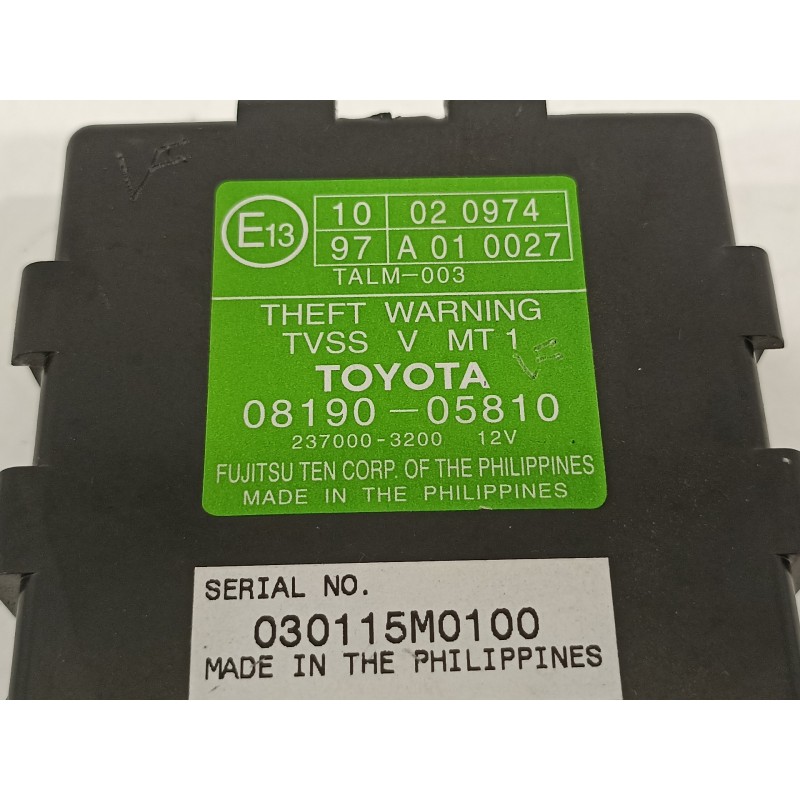 E13
10 02 0974
97 A 01 0027
TALM-003
THEFT WARNING
TVSS V MT1
TOYOTA
08190-05810
237000-3200 12V
FUJITSU TEN CORP. OF THE PHILIPPINES
MADE IN THE PHILIPPINES
SERIAL NO.
030115M0100
MADE IN THE PHILIPPINES